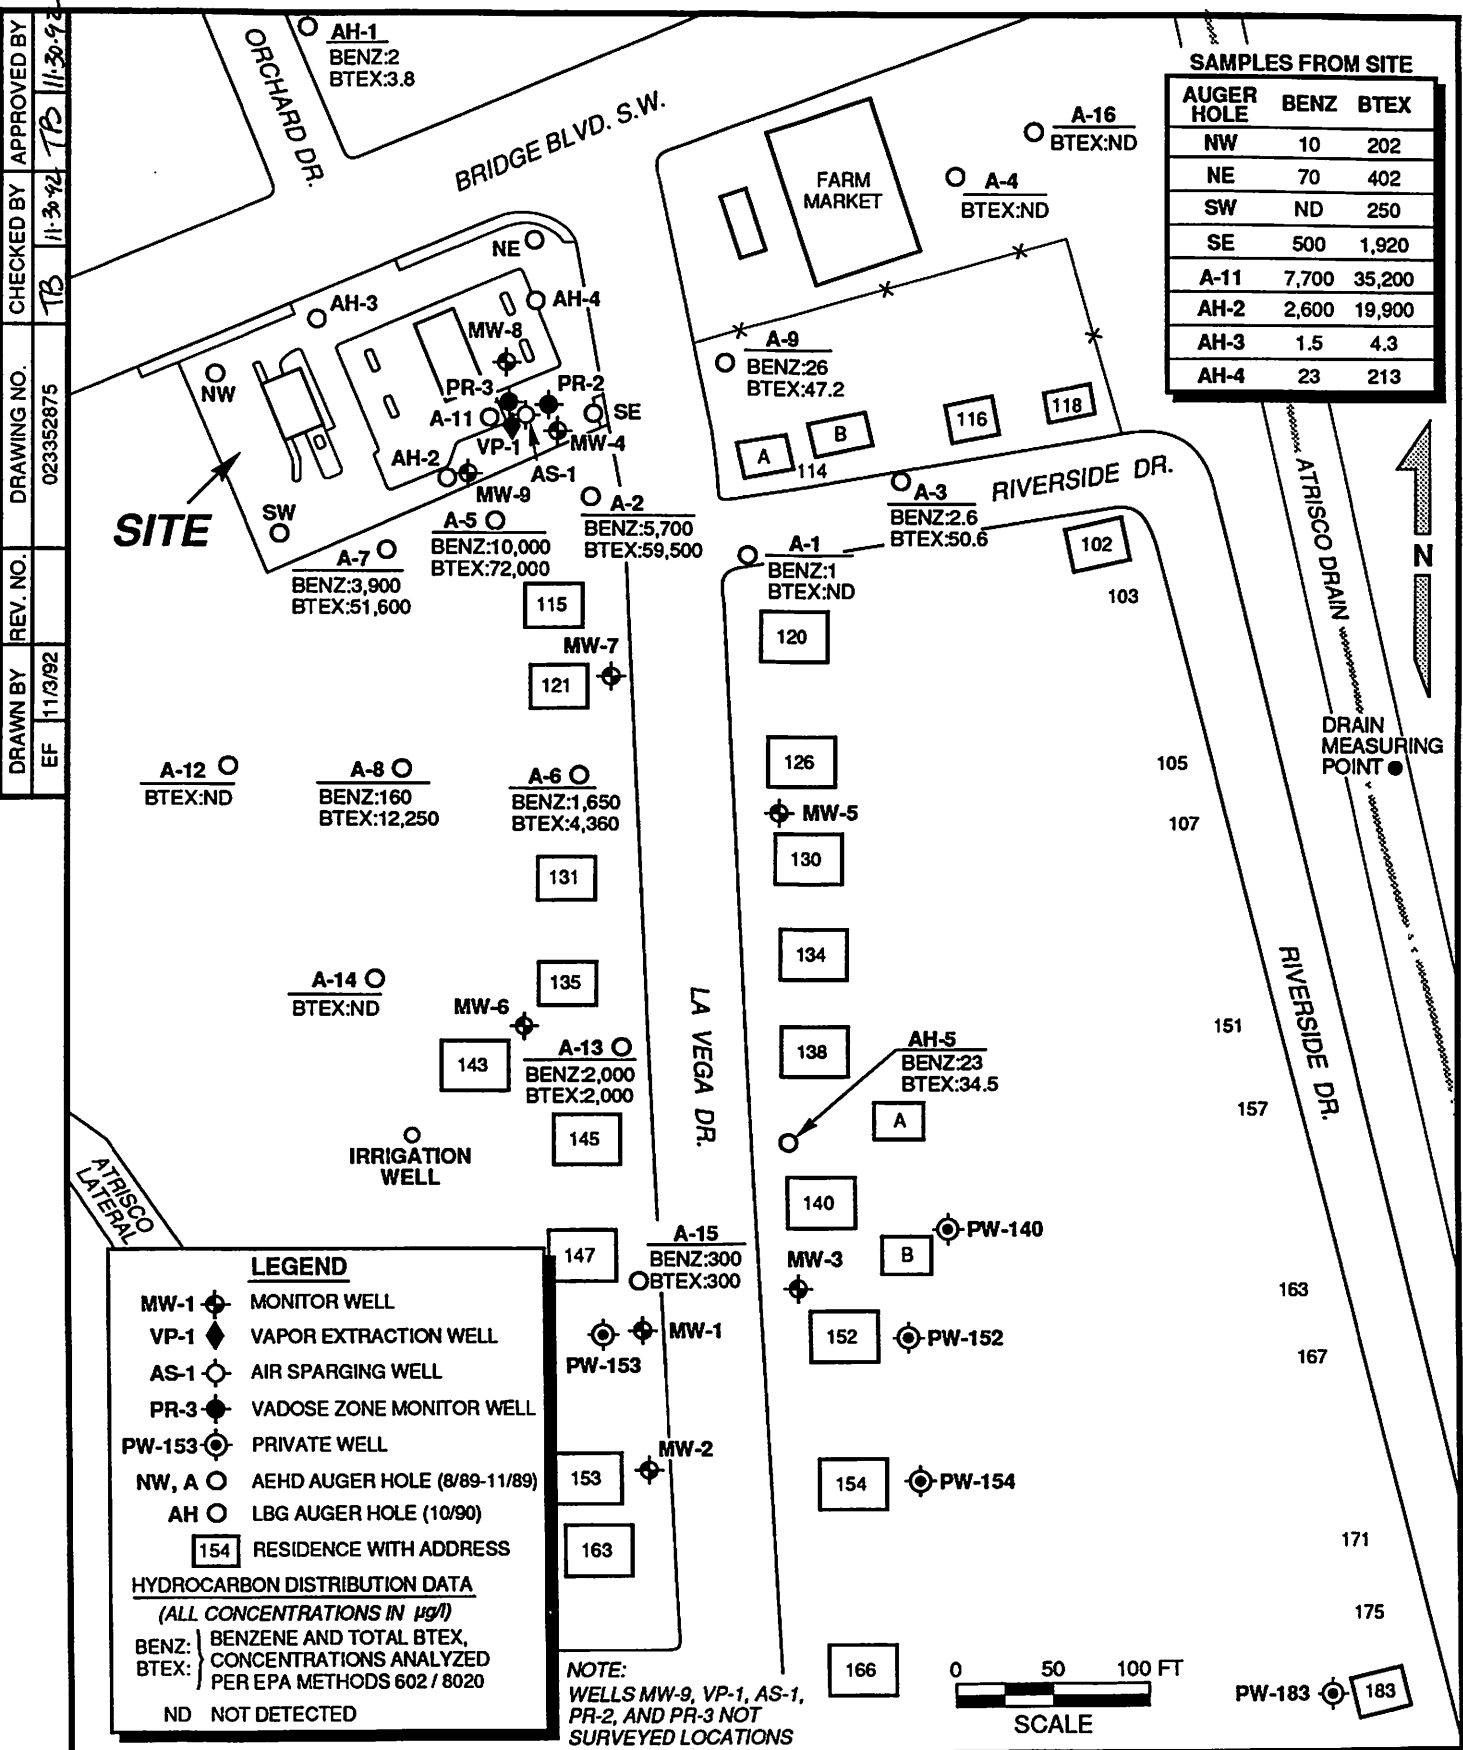 DRAWN BY
EF
11/3/92
REV. NO.
DRAWING NO.
023352875
CHECKED BY
TB 11-30-92
APPROVED BY
TB 11-30-92
ORCHARD DR.
AH-1
BENZ:2
BTEX:3.8
BRIDGE BLVD. S.W.
FARM
MARKET
A-16
BTEX:ND
A-4
BTEX:ND
SAMPLES FROM SITE
AUGER HOLE BENZ BTEX
NW 10 202
NE 70 402
SW ND 250
SE 500 1,920
A-11 7,700 35,200
AH-2 2,600 19,900
AH-3 1.5 4.3
AH-4 23 213
NE
AH-3
AH-4
MW-8
NW
PR-3
PR-2
A-11
SE
VP-1
MW-4
AH-2
AS-1
MW-9
SW
SITE
A-9
BENZ:26
BTEX:47.2
A
B
114
116
118
A-3
BENZ:2.6
BTEX:50.6
RIVERSIDE DR.
ATRISCO DRAIN
N
A-2
BENZ:5,700
BTEX:59,500
A-5
BENZ:10,000
BTEX:72,000
A-7
BENZ:3,900
BTEX:51,600
A-1
BENZ:1
BTEX:ND
102
103
115
120
MW-7
121
DRAIN
MEASURING
POINT
A-12
BTEX:ND
A-8
BENZ:160
BTEX:12,250
A-6
BENZ:1,650
BTEX:4,360
126
105
MW-5
107
130
131
134
A-14
BTEX:ND
135
MW-6
LA VEGA DR.
RIVERSIDE DR.
151
143
A-13
BENZ:2,000
BTEX:2,000
138
AH-5
BENZ:23
BTEX:34.5
157
A
145
IRRIGATION
WELL
ATRISCO
LATERAL
140
PW-140
147
A-15
BENZ:300
BTEX:300
B
MW-3
163
MW-1
PW-153
152
PW-152
167
MW-2
153
154
PW-154
163
171
175
166
PW-183
183
LEGEND
MW-1 MONITOR WELL
VP-1 VAPOR EXTRACTION WELL
AS-1 AIR SPARGING WELL
PR-3 VADOSE ZONE MONITOR WELL
PW-153 PRIVATE WELL
NW, A AEHD AUGER HOLE (8/89-11/89)
AH LBG AUGER HOLE (10/90)
154 RESIDENCE WITH ADDRESS
HYDROCARBON DISTRIBUTION DATA
(ALL CONCENTRATIONS IN µg/l)
BENZ: BENZENE AND TOTAL BTEX,
BTEX: CONCENTRATIONS ANALYZED
PER EPA METHODS 602 / 8020
ND NOT DETECTED
NOTE:
WELLS MW-9, VP-1, AS-1,
PR-2, AND PR-3 NOT
SURVEYED LOCATIONS
0 50 100 FT
SCALE